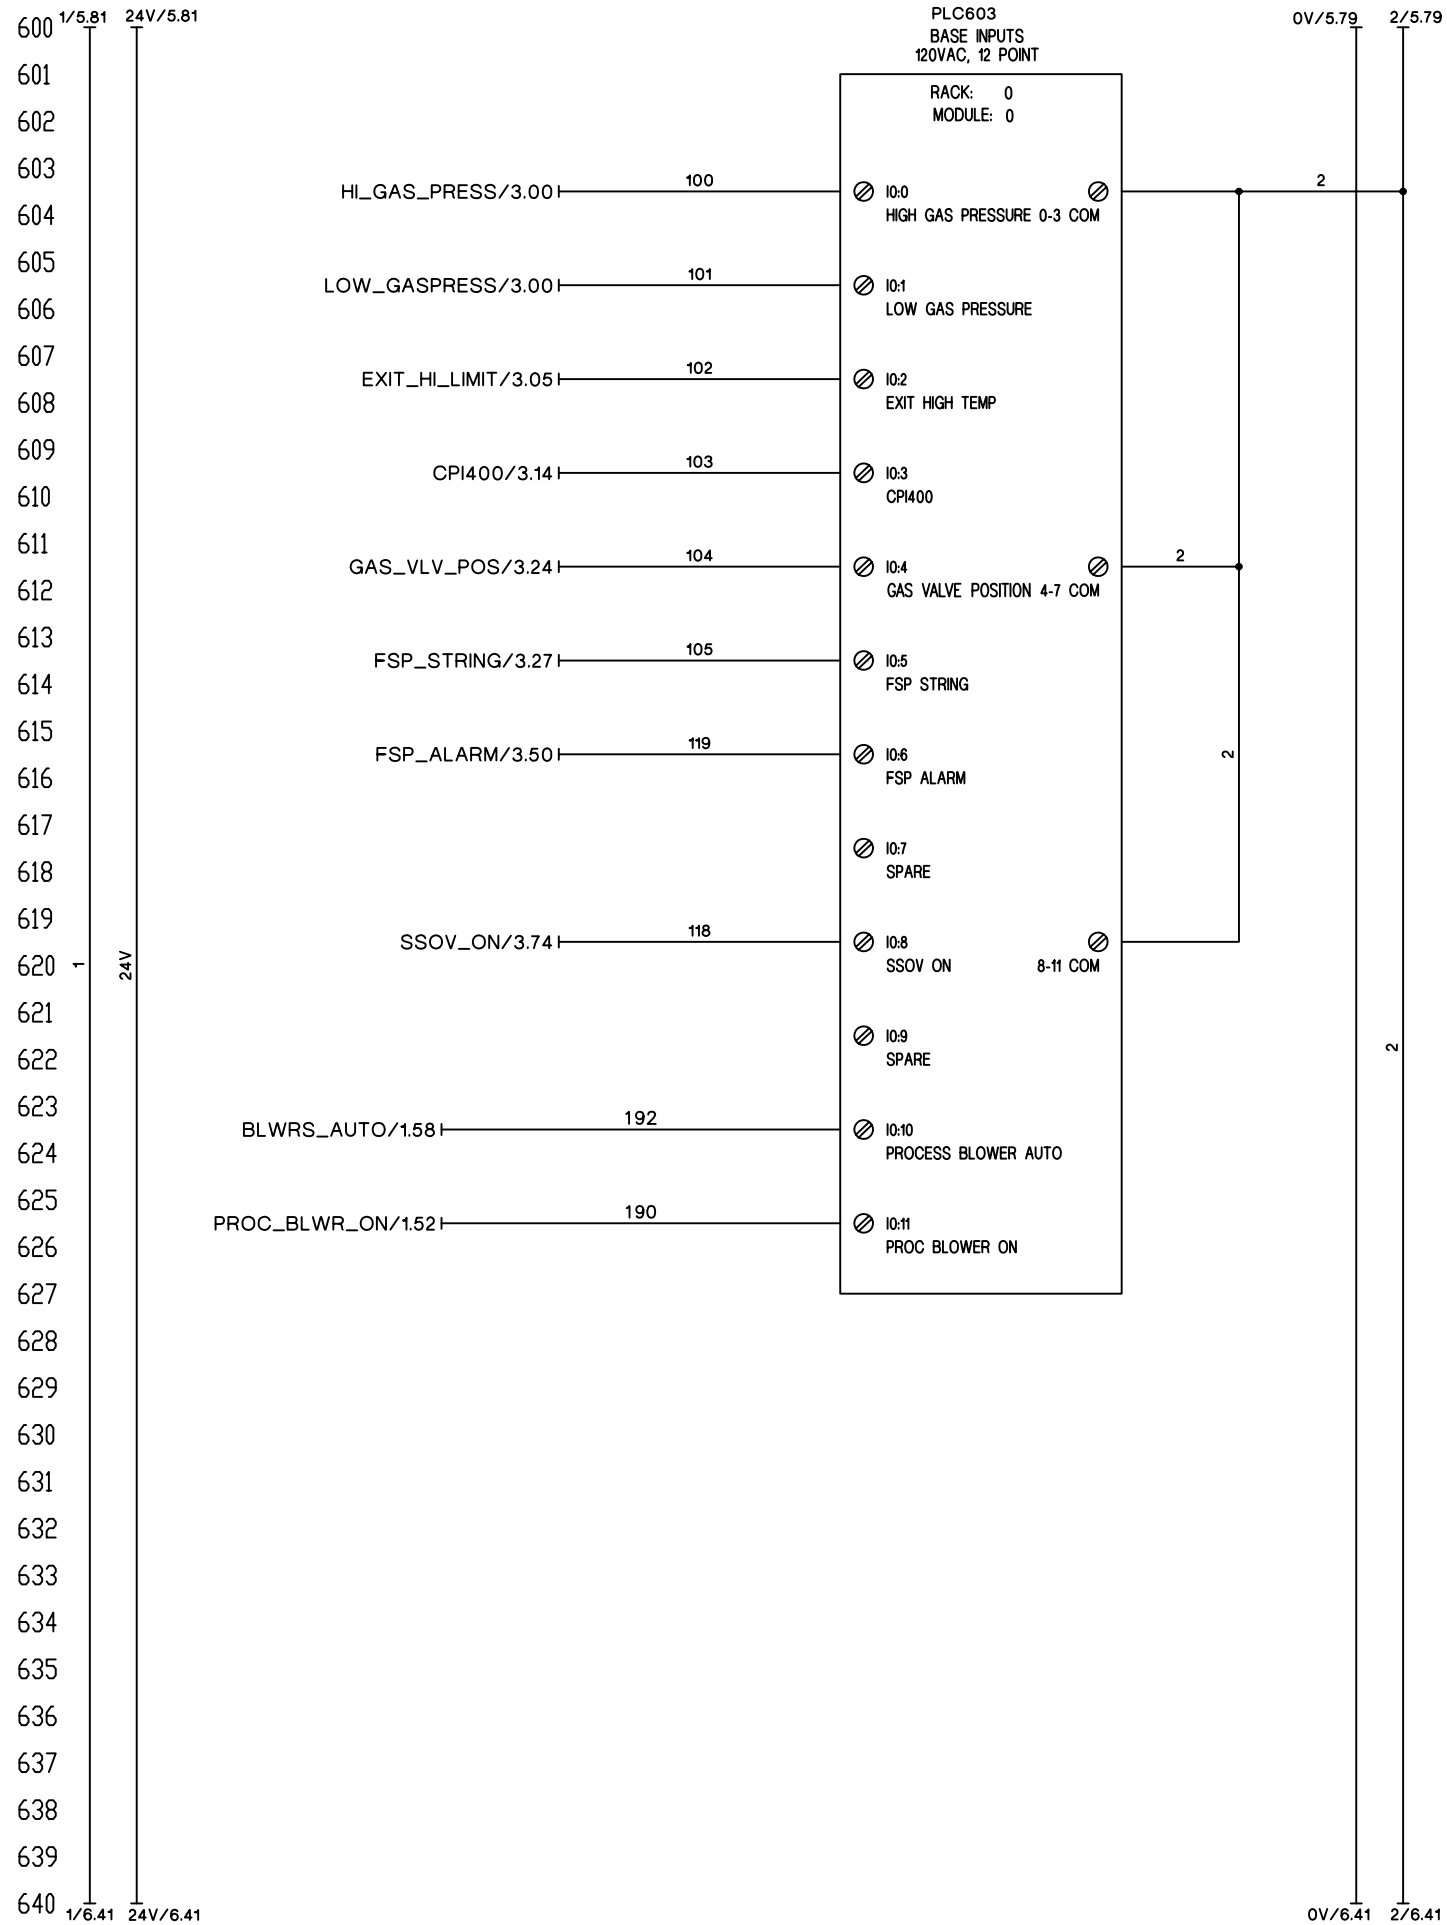 1/5.81 24V/5.81 PLC603 0V/5.79 2/5.79
600
BASE INPUTS
120VAC, 12 POINT
601
RACK: 0
602
MODULE: 0
603
HI_GAS_PRESS/3.00 100 I0:0 2
604
HIGH GAS PRESSURE 0-3 COM
605
LOW_GASPRESS/3.00 101 I0:1
606
LOW GAS PRESSURE
607
EXIT_HI_LIMIT/3.05 102 I0:2
608
EXIT HIGH TEMP
609
CPI400/3.14 103 I0:3
610
CPI400
611
GAS_VLV_POS/3.24 104 I0:4 2
612
GAS VALVE POSITION 4-7 COM
613
FSP_STRING/3.27 105 I0:5
614
FSP STRING
615
FSP_ALARM/3.50 119 I0:6 2
616
FSP ALARM
617
I0:7
618
SPARE
619
SSOV_ON/3.74 118 I0:8
620 1 24V
SSOV ON 8-11 COM
621
I0:9
622 2
SPARE
623
BLWRS_AUTO/1.58 192 I0:10
624
PROCESS BLOWER AUTO
625
PROC_BLWR_ON/1.52 190 I0:11
626
PROC BLOWER ON
627
628
629
630
631
632
633
634
635
636
637
638
639
640
1/6.41 24V/6.41 0V/6.41 2/6.41